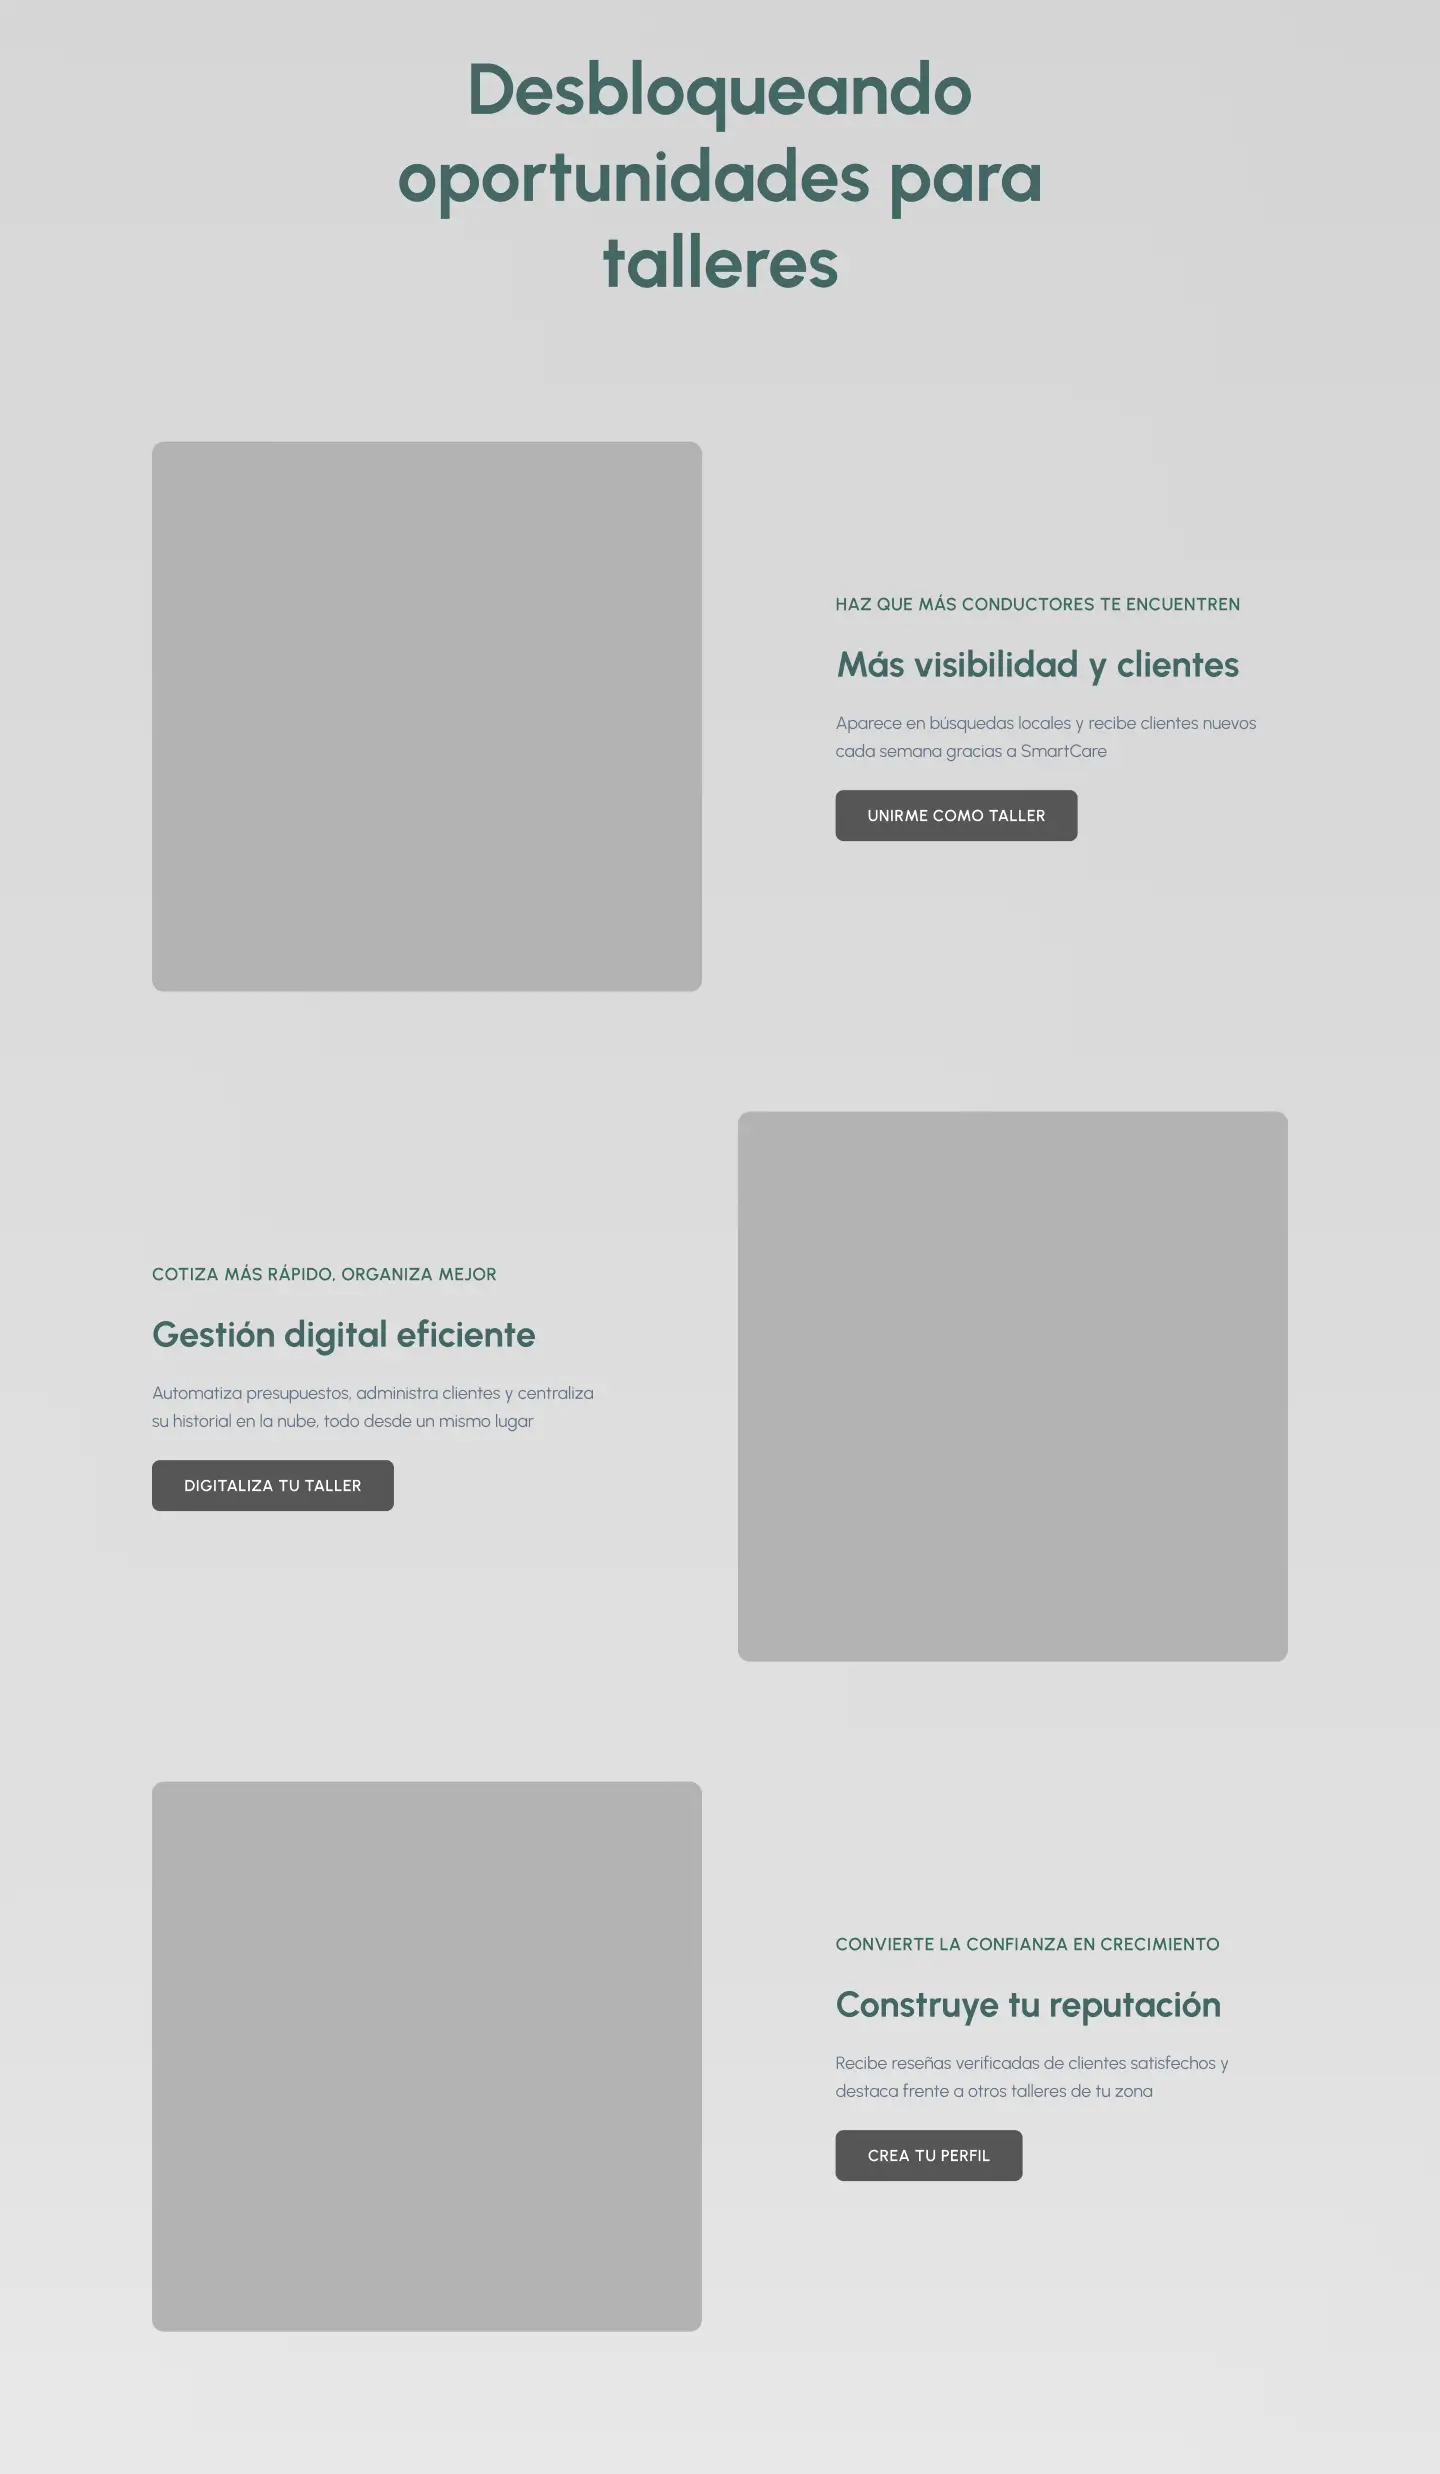 Desbloqueando
oportunidades para
talleres
HAZ QUE MÁS CONDUCTORES TE ENCUENTREN
Más visibilidad y clientes
Aparece en búsquedas locales y recibe clientes nuevos
cada semana gracias a SmartCare
UNIRME COMO TALLER
COTIZA MÁS RÁPIDO, ORGANIZA MEJOR
Gestión digital eficiente
Automatiza presupuestos, administra clientes y centraliza
su historial en la nube, todo desde un mismo lugar
DIGITALIZA TU TALLER
CONVIERTE LA CONFIANZA EN CRECIMIENTO
Construye tu reputación
Recibe reseñas verificadas de clientes satisfechos y
destaca frente a otros talleres de tu zona
CREA TU PERFIL